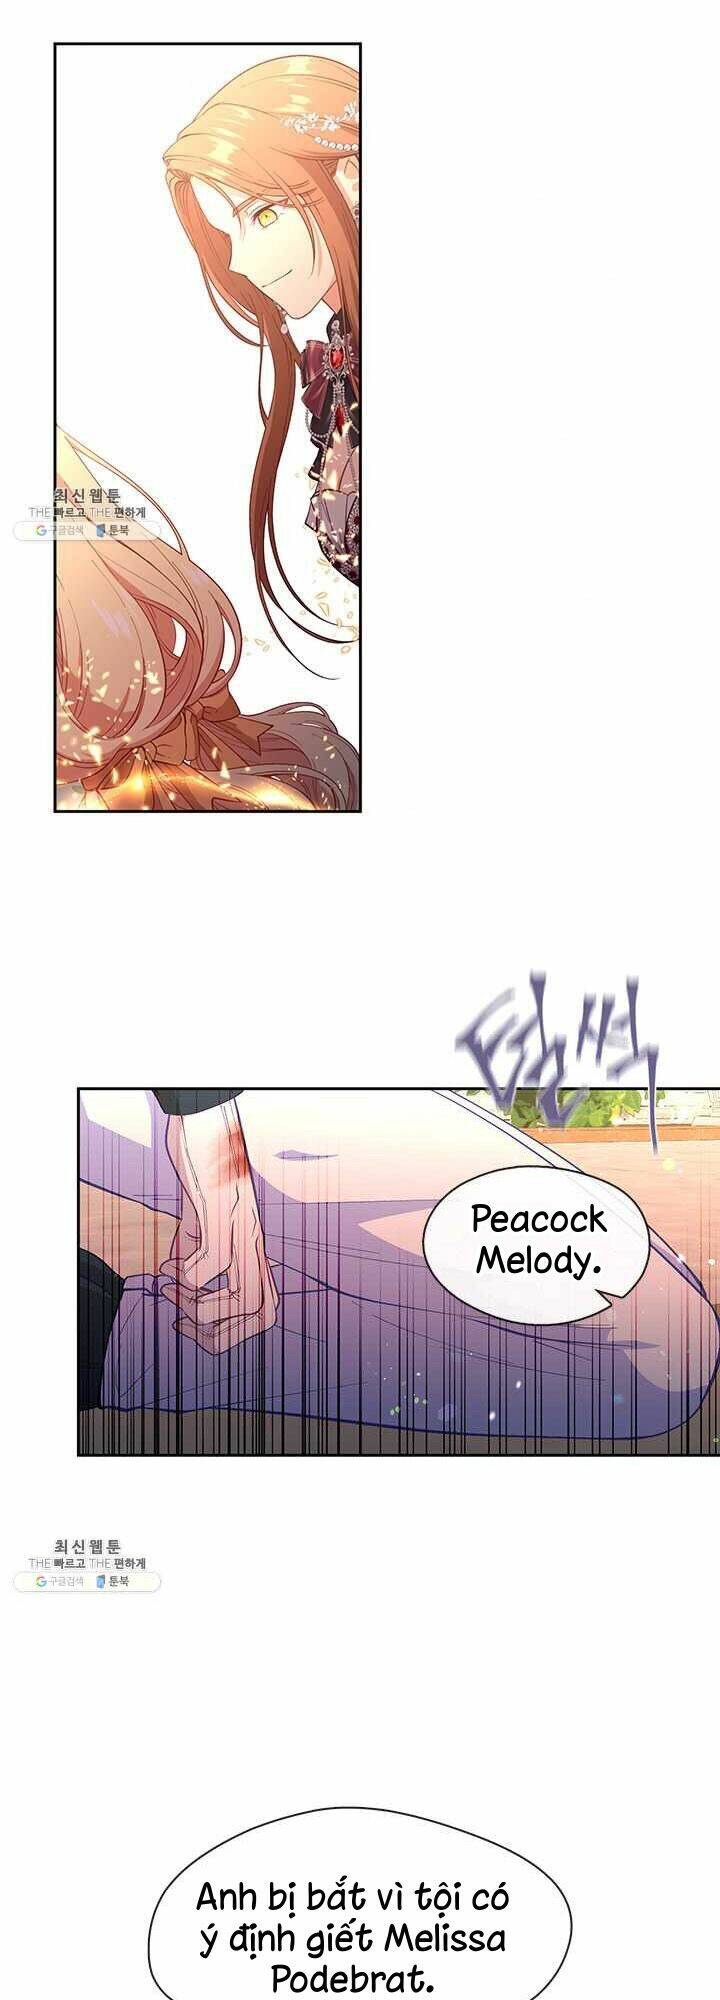 최신웹툰
THE 빠르고 THE 편하게
구글검색 툰북
텁썩
Peacock
Melody.
최신웹툰
THE 빠르고 THE 편하게
구글검색 툰북
Anh bị bắt vì tội có
ý định giết Melissa
Podebrat.